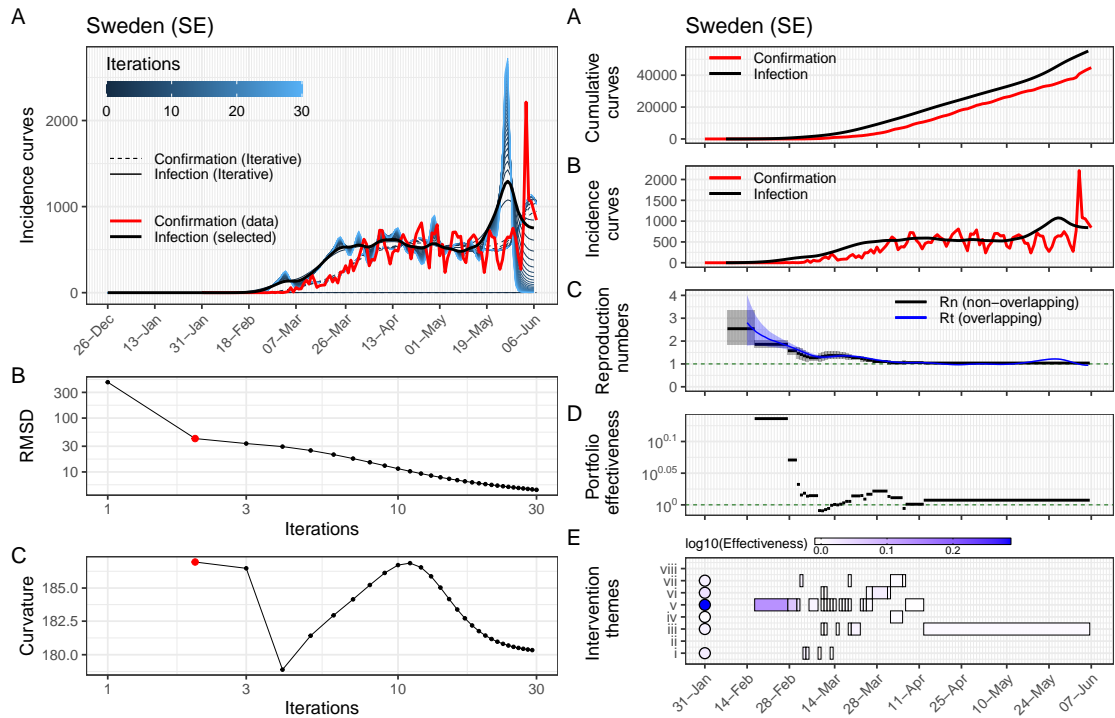 A
Sweden (SE)
Iterations
0
10
20
30
Confirmation (Iterative)
Infection (Iterative)
Confirmation (data)
Infection (selected)
Incidence curves
2000
1000
0
26–Dec
13–Jan
31–Jan
18–Feb
07–Mar
26–Mar
13–Apr
01–May
19–May
06–Jun
B
RMSD
300
100
30
10
1
3
10
30
Iterations
C
Curvature
185.0
182.5
180.0
1
3
10
30
Iterations
A
Sweden (SE)
Cumulative
curves
40000
20000
0
Confirmation
Infection
B
Incidence
curves
2000
1500
1000
500
0
Confirmation
Infection
C
Reproduction
numbers
4
3
2
1
0
Rn (non−overlapping)
Rt (overlapping)
D
Portfolio
effectiveness
10^0.1
10^0.05
10^0
E
log10(Effectiveness)
0.0
0.1
0.2
Intervention
themes
viii
vii
vi
v
iv
iii
ii
i
31–Jan
14–Feb
28–Feb
14–Mar
28–Mar
11–Apr
25–Apr
10–May
24–May
07–Jun